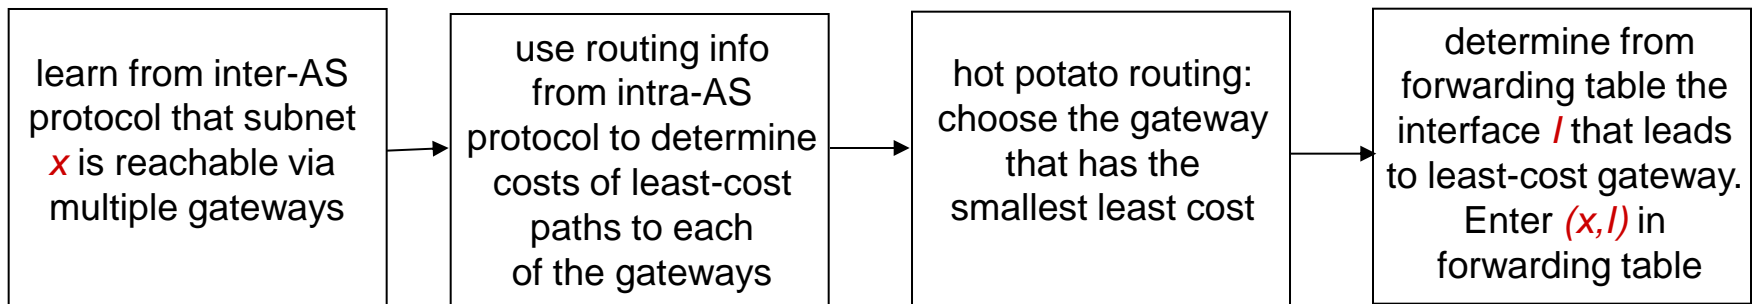 learn from inter-AS
protocol that subnet
x is reachable via
multiple gateways
use routing info
from intra-AS
protocol to determine
costs of least-cost
paths to each
of the gateways
hot potato routing:
choose the gateway
that has the
smallest least cost
determine from
forwarding table the
interface I that leads
to least-cost gateway.
Enter (x,I) in
forwarding table